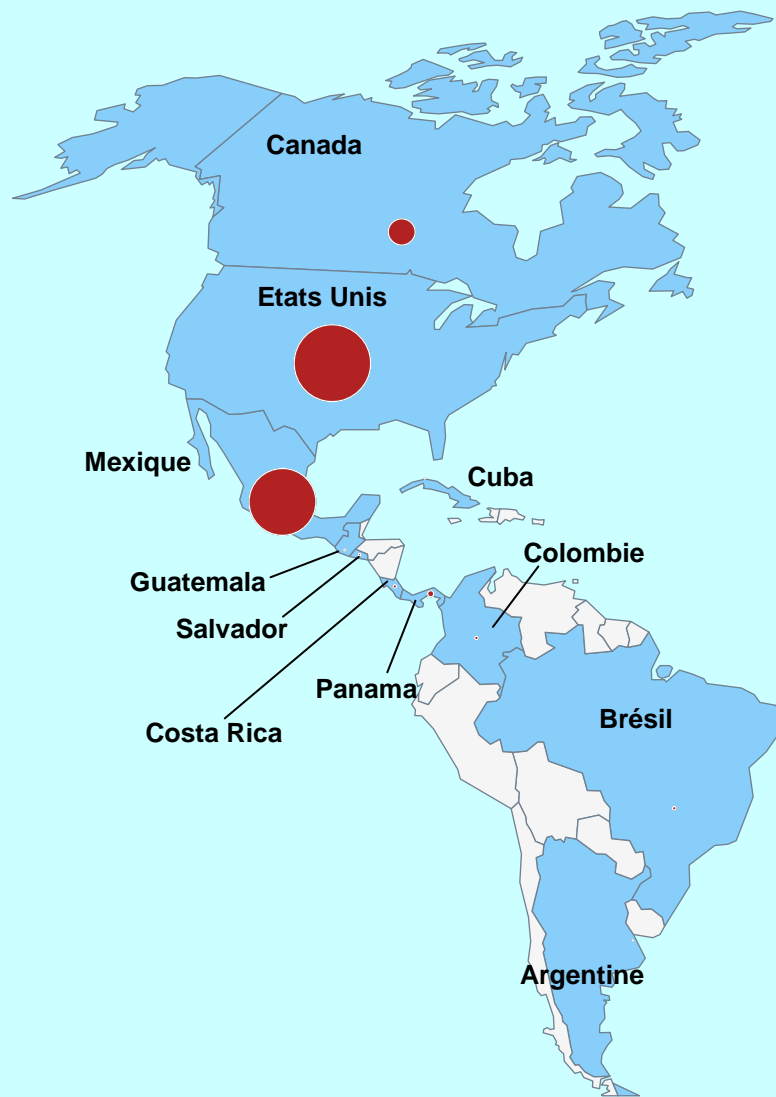 Canada
Etats Unis
Mexique
Cuba
Colombie
Guatemala
Salvador
Panama
Brésil
Costa Rica
Argentine